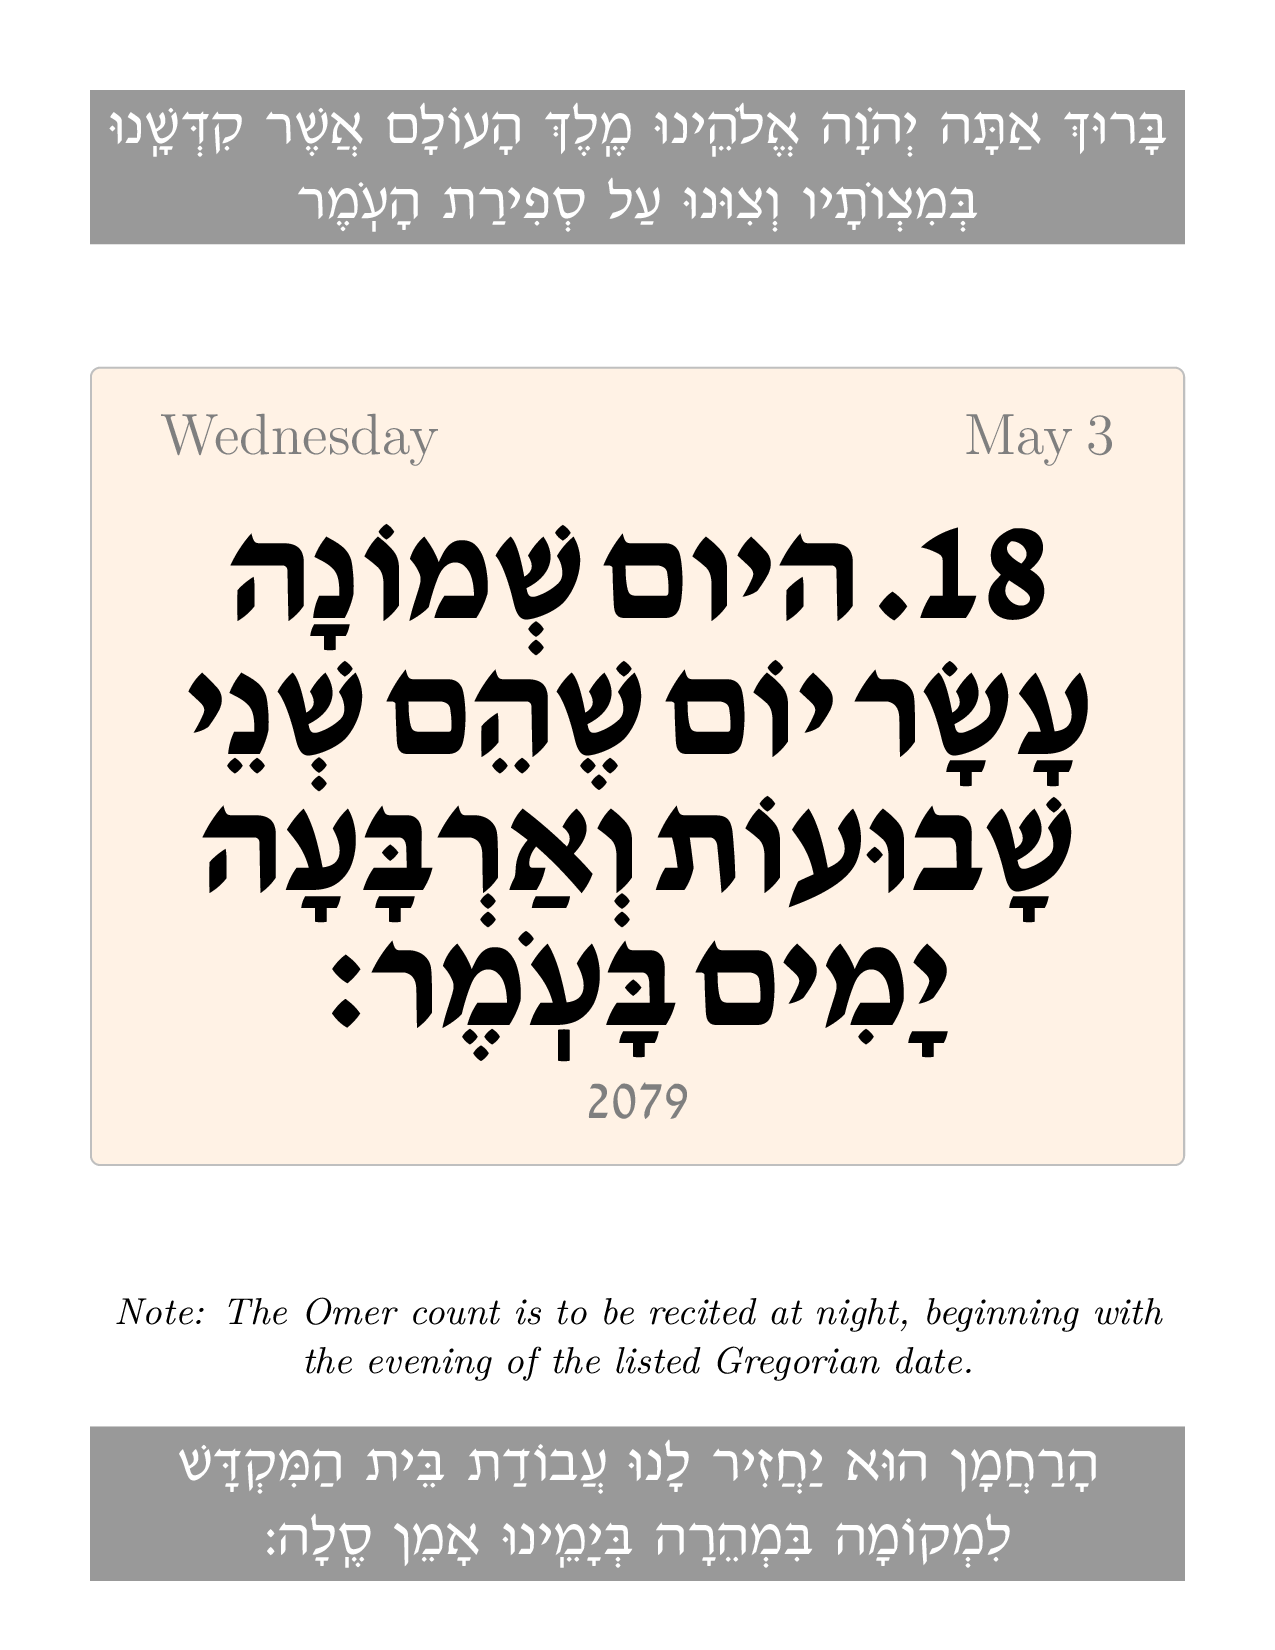 בָּרוּךְ אַתָּה יְהֹוָה אֱלֹהֵֽינוּ מֶֽלֶךְ הָעוֹלָם אֲשֶׁר קִדְּשָֽׁנוּ
בְּמִצְוֹתָיו וְצִוּנוּ עַל סְפִירַת הָעֹֽמֶר
Wednesday May 3
18. היום שְׁמוֹנָה
עָשָׂר יוֹם שֶׁהֵם שְׁנֵי
שָׁבוּעוֹת וְאַרְבָּעָה
יָמִים בָּעֹֽמֶר:
2079
Note: The Omer count is to be recited at night, beginning with
the evening of the listed Gregorian date.
הָרַחֲמָן הוּא יַחֲזִיר לָנוּ עֲבוֹדַת בֵּית הַמִּקְדָּשׁ
לִמְקוֹמָה בִּמְהֵרָה בְּיָמֵֽינוּ אָמֵן סֶֽלָה: